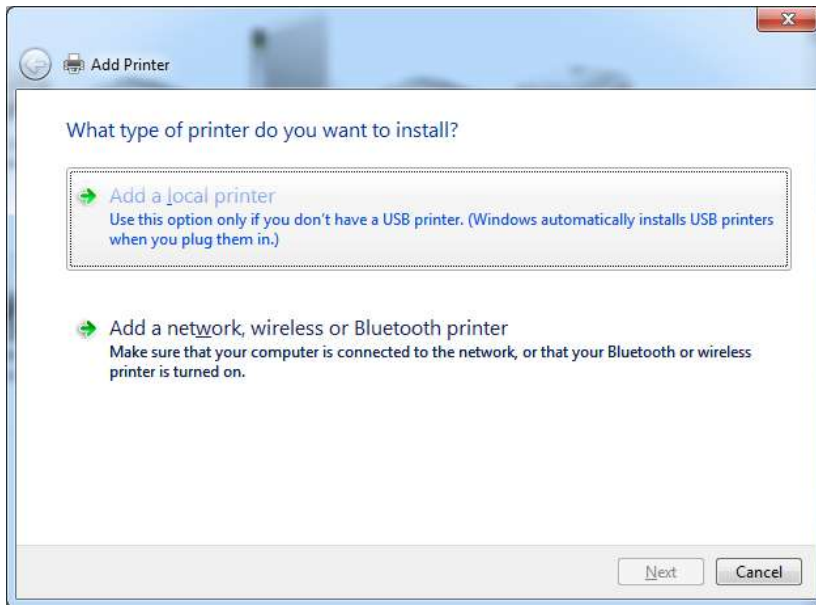 Add Printer
What type of printer do you want to install?
Add a local printer
Use this option only if you don't have a USB printer. (Windows automatically installs USB printers
when you plug them in.)
Add a network, wireless or Bluetooth printer
Make sure that your computer is connected to the network, or that your Bluetooth or wireless
printer is turned on.
Next Cancel